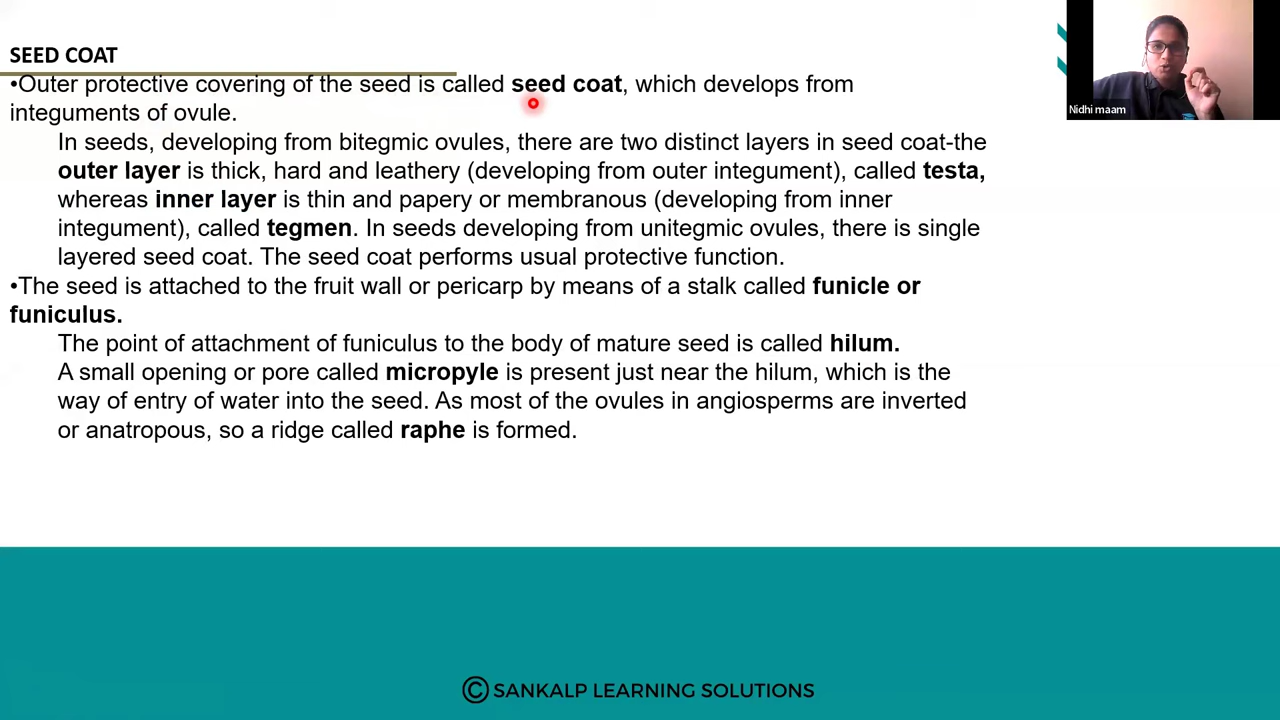 SEED COAT
•Outer protective covering of the seed is called seed coat, which develops from
integuments of ovule.
In seeds, developing from bitegmic ovules, there are two distinct layers in seed coat-the
outer layer is thick, hard and leathery (developing from outer integument), called testa,
whereas inner layer is thin and papery or membranous (developing from inner
integument), called tegmen. In seeds developing from unitegmic ovules, there is single
layered seed coat. The seed coat performs usual protective function.
•The seed is attached to the fruit wall or pericarp by means of a stalk called funicle or
funiculus.
The point of attachment of funiculus to the body of mature seed is called hilum.
A small opening or pore called micropyle is present just near the hilum, which is the
way of entry of water into the seed. As most of the ovules in angiosperms are inverted
or anatropous, so a ridge called raphe is formed.
Nidhi maam
© SANKALP LEARNING SOLUTIONS